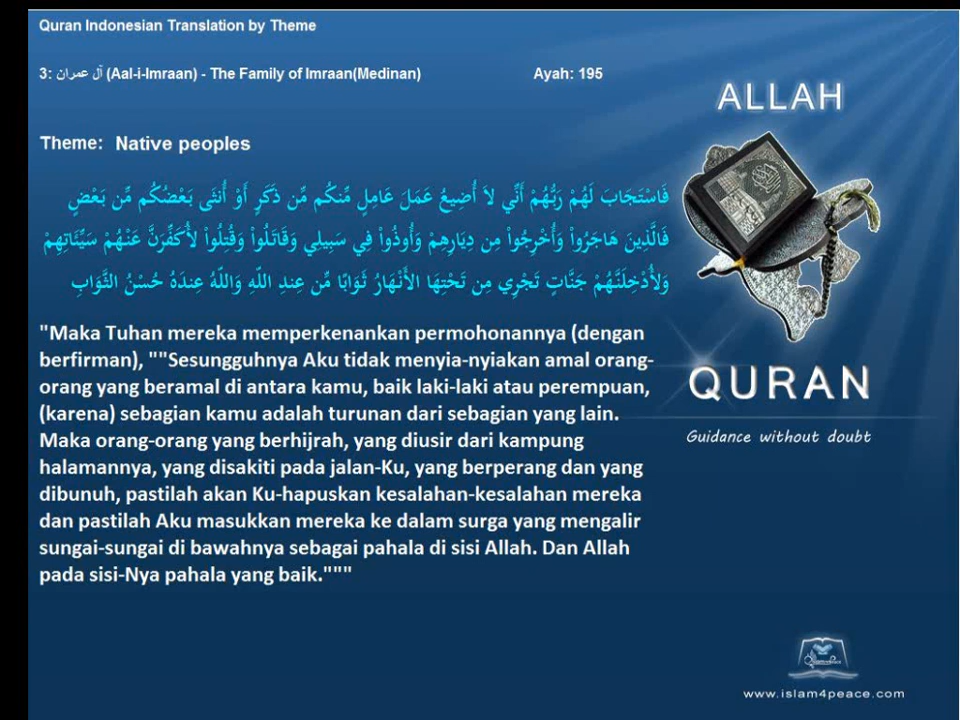 Quran Indonesian Translation by Theme
3: آل عمران (Aal-i-Imraan) - The Family of Imraan(Medinan) Ayah: 195
ALLAH
Theme: Native peoples
فَاسْتَجَابَ لَهُمْ رَبُّهُمْ أَنِّي لاَ أُضِيعُ عَمَلَ عَامِلٍ مِّنكُم مِّن ذَكَرٍ أَوْ أُنثَى بَعْضُكُم مِّن بَعْضٍ
فَالَّذِينَ هَاجَرُواْ وَأُخْرِجُواْ مِن دِيَارِهِمْ وَأُوذُواْ فِي سَبِيلِي وَقَاتَلُواْ وَقُتِلُواْ لأُكَفِّرَنَّ عَنْهُمْ سَيِّئَاتِهِمْ
وَلأُدْخِلَنَّهُمْ جَنَّاتٍ تَجْرِي مِن تَحْتِهَا الأَنْهَارُ ثَوَابًا مِّن عِندِ اللّهِ وَاللّهُ عِندَهُ حُسْنُ الثَّوَابِ
"Maka Tuhan mereka memperkenankan permohonannya (dengan
berfirman), ""Sesungguhnya Aku tidak menyia-nyiakan amal orang-
orang yang beramal di antara kamu, baik laki-laki atau perempuan,
(karena) sebagian kamu adalah turunan dari sebagian yang lain.
Maka orang-orang yang berhijrah, yang diusir dari kampung
halamannya, yang disakiti pada jalan-Ku, yang berperang dan yang
dibunuh, pastilah akan Ku-hapuskan kesalahan-kesalahan mereka
dan pastilah Aku masukkan mereka ke dalam surga yang mengalir
sungai-sungai di bawahnya sebagai pahala di sisi Allah. Dan Allah
pada sisi-Nya pahala yang baik."""
QURAN
Guidance without doubt
www.islam4peace.com